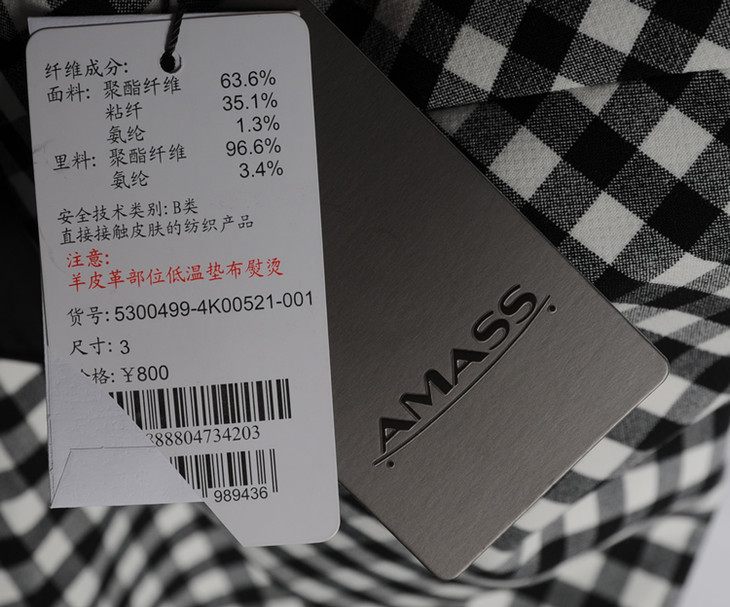 纤维成分:
面料: 聚酯纤维 63.6%
粘纤 35.1%
氨纶 1.3%
里料: 聚酯纤维 96.6%
氨纶 3.4%
安全技术类别: B类
直接接触皮肤的纺织产品
注意:
羊皮革部位低温垫布熨烫
货号: 5300499-4K00521-001
尺寸: 3
格: ¥800
88804734203
989436
AMASS